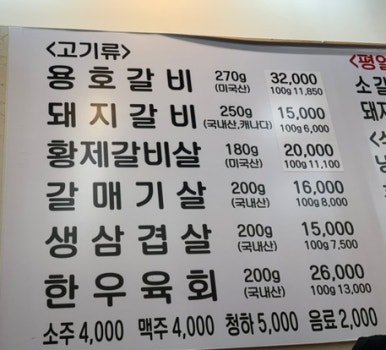 <고기류>
용호갈비 270g (미국산) 32,000 100g 11,850
돼지갈비 250g (국내산,캐나다) 15,000 100g 6,000
황제갈비살 180g (미국산) 20,000 100g 11,100
갈매기살 200g (국내산) 16,000 100g 8,000
생삼겹살 200g (국내산) 15,000 100g 7,500
한우육회 200g (국내산) 26,000 100g 13,000
소주 4,000 맥주 4,000 청하 5,000 음료 2,000
<평일
소갈
돼지